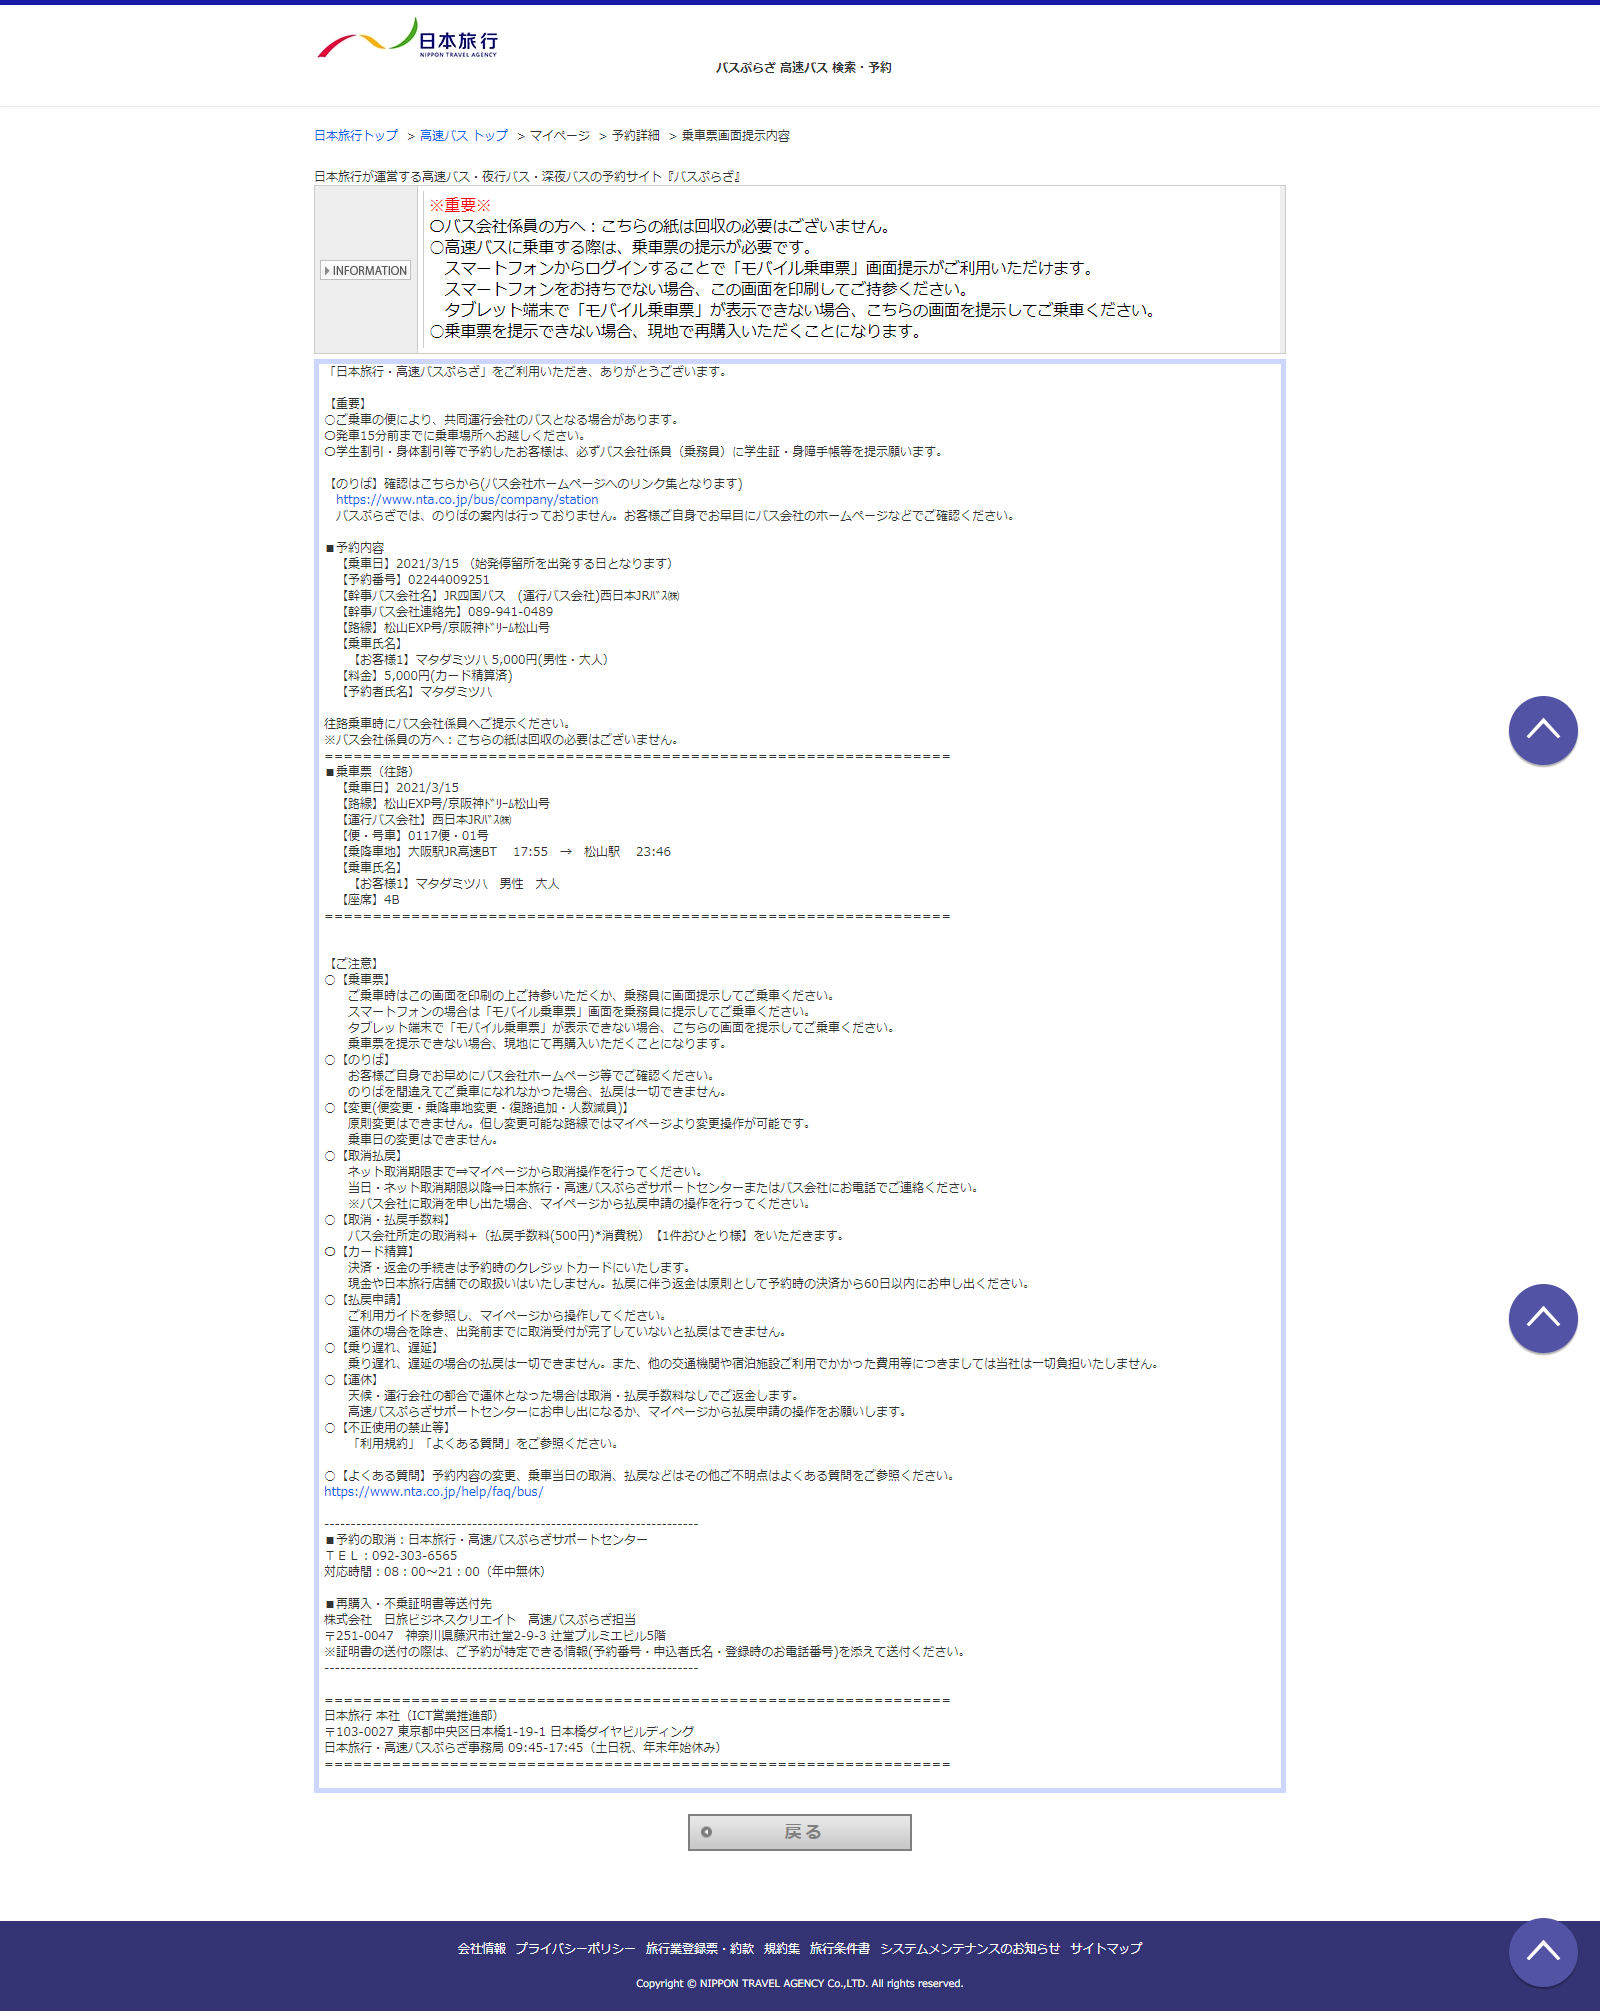 日本旅行
NIPPON TRAVEL AGENCY
バスぷらざ 高速バス 検索・予約
日本旅行トップ > 高速バス トップ > マイページ > 予約詳細 > 乗車票画面提示内容
日本旅行が運営する高速バス・夜行バス・深夜バスの予約サイト『バスぷらざ』
INFORMATION
※重要※
○バス会社係員の方へ：こちらの紙は回収の必要はございません。
○高速バスに乗車する際は、乗車票の提示が必要です。
　スマートフォンからログインすることで「モバイル乗車票」画面提示がご利用いただけます。
　スマートフォンをお持ちでない場合、この画面を印刷してご持参ください。
　タブレット端末で「モバイル乗車票」が表示できない場合、こちらの画面を提示してご乗車ください。
○乗車票を提示できない場合、現地で再購入いただくことになります。
「日本旅行・高速バスぷらざ」をご利用いただき、ありがとうございます。
【重要】
○ご乗車の便により、共同運行会社のバスとなる場合があります。
○発車15分前までに乗車場所へお越しください。
○学生割引・身体割引等で予約したお客様は、必ずバス会社係員（乗務員）に学生証・身障手帳等を提示願います。
【のりば】確認はこちらから(バス会社ホームページへのリンク集となります)
　https://www.nta.co.jp/bus/company/station
　バスぷらざでは、のりばの案内は行っておりません。お客様ご自身でお早目にバス会社のホームページなどでご確認ください。
■予約内容
　【乗車日】2021/3/15 （始発停留所を出発する日となります）
　【予約番号】02244009251
　【幹事バス会社名】JR四国バス　(運行バス会社)西日本JRﾊﾞｽ㈱
　【幹事バス会社連絡先】089-941-0489
　【路線】松山EXP号/京阪神ﾄﾞﾘｰﾑ松山号
　【乗車氏名】
　　【お客様1】マタダミツハ 5,000円(男性・大人）
　【料金】5,000円(カード精算済)
　【予約者氏名】マタダミツハ
往路乗車時にバス会社係員へご提示ください。
※バス会社係員の方へ：こちらの紙は回収の必要はございません。
=================================================================
■乗車票（往路）
　【乗車日】2021/3/15
　【路線】松山EXP号/京阪神ﾄﾞﾘｰﾑ松山号
　【運行バス会社】西日本JRﾊﾞｽ㈱
　【便・号車】0117便・01号
　【乗降車地】大阪駅JR高速BT　17:55　→　松山駅　23:46
　【乗車氏名】
　　【お客様1】マタダミツハ　男性　大人
　【座席】4B
=================================================================
【ご注意】
○【乗車票】
　　ご乗車時はこの画面を印刷の上ご持参いただくか、乗務員に画面提示してご乗車ください。
　　スマートフォンの場合は「モバイル乗車票」画面を乗務員に提示してご乗車ください。
　　タブレット端末で「モバイル乗車票」が表示できない場合、こちらの画面を提示してご乗車ください。
　　乗車票を提示できない場合、現地にて再購入いただくことになります。
○【のりば】
　　お客様ご自身でお早めにバス会社ホームページ等でご確認ください。
　　のりばを間違えてご乗車になれなかった場合、払戻は一切できません。
○【変更(便変更・乗降車地変更・復路追加・人数減員)】
　　原則変更はできません。但し変更可能な路線ではマイページより変更操作が可能です。
　　乗車日の変更はできません。
○【取消払戻】
　　ネット取消期限まで⇒マイページから取消操作を行ってください。
　　当日・ネット取消期限以降⇒日本旅行・高速バスぷらざサポートセンターまたはバス会社にお電話でご連絡ください。
　　※バス会社に取消を申し出た場合、マイページから払戻申請の操作を行ってください。
○【取消・払戻手数料】
　　バス会社所定の取消料+（払戻手数料(500円)*消費税）【1件おひとり様】をいただきます。
○【カード精算】
　　決済・返金の手続きは予約時のクレジットカードにいたします。
　　現金や日本旅行店舗での取扱いはいたしません。払戻に伴う返金は原則として予約時の決済から60日以内にお申し出ください。
○【払戻申請】
　　ご利用ガイドを参照し、マイページから操作してください。
　　運休の場合を除き、出発前までに取消受付が完了していないと払戻はできません。
○【乗り遅れ、遅延】
　　乗り遅れ、遅延の場合の払戻は一切できません。また、他の交通機関や宿泊施設ご利用でかかった費用等につきましては当社は一切負担いたしません。
○【運休】
　　天候・運行会社の都合で運休となった場合は取消・払戻手数料なしでご返金します。
　　高速バスぷらざサポートセンターにお申し出になるか、マイページから払戻申請の操作をお願いします。
○【不正使用の禁止等】
　　「利用規約」「よくある質問」をご参照ください。
○【よくある質問】予約内容の変更、乗車当日の取消、払戻などはその他ご不明点はよくある質問をご参照ください。
https://www.nta.co.jp/help/faq/bus/
-----------------------------------------------------------------------
■予約の取消：日本旅行・高速バスぷらざサポートセンター
ＴＥＬ：092-303-6565
対応時間：08：00～21：00（年中無休）
■再購入・不乗証明書等送付先
株式会社　日旅ビジネスクリエイト　高速バスぷらざ担当
〒251-0047　神奈川県藤沢市辻堂2-9-3 辻堂プルミエビル5階
※証明書の送付の際は、ご予約が特定できる情報(予約番号・申込者氏名・登録時のお電話番号)を添えて送付ください。
-----------------------------------------------------------------------
=================================================================
日本旅行 本社（ICT営業推進部）
〒103-0027 東京都中央区日本橋1-19-1 日本橋ダイヤビルディング
日本旅行・高速バスぷらざ事務局 09:45-17:45（土日祝、年末年始休み）
=================================================================
戻る
会社情報 プライバシーポリシー 旅行業登録票・約款 規約集 旅行条件書 システムメンテナンスのお知らせ サイトマップ
Copyright © NIPPON TRAVEL AGENCY Co.,LTD. All rights reserved.